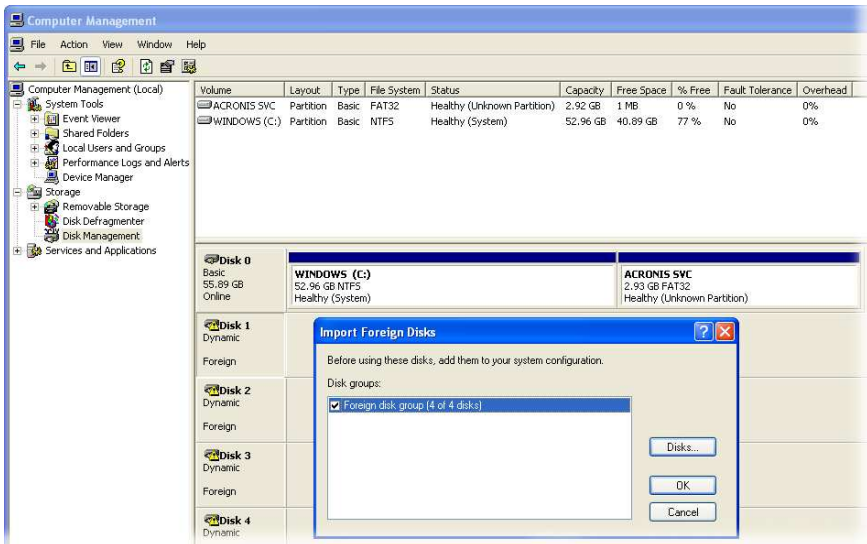 Computer Management
File Action View Window Help
Computer Management (Local)
System Tools
Event Viewer
Shared Folders
Local Users and Groups
Performance Logs and Alerts
Device Manager
Storage
Removable Storage
Disk Defragmenter
Disk Management
Services and Applications
Volume Layout Type File System Status Capacity Free Space % Free Fault Tolerance Overhead
ACRONIS SVC Partition Basic FAT32 Healthy (Unknown Partition) 2.92 GB 1 MB 0 % No 0%
WINDOWS (C:) Partition Basic NTFS Healthy (System) 52.96 GB 40.89 GB 77 % No 0%
Disk 0
Basic
55.89 GB
Online
WINDOWS (C:)
52.96 GB NTFS
Healthy (System)
ACRONIS SVC
2.93 GB FAT32
Healthy (Unknown Partition)
Disk 1
Dynamic
Foreign
Disk 2
Dynamic
Foreign
Disk 3
Dynamic
Foreign
Disk 4
Dynamic
Import Foreign Disks
Before using these disks, add them to your system configuration.
Disk groups:
Foreign disk group (4 of 4 disks)
Disks...
OK
Cancel